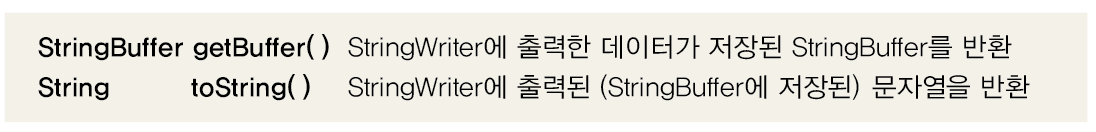 StringBuffer getBuffer( ) StringWriter에 출력한 데이터가 저장된 StringBuffer를 반환
String toString( ) StringWriter에 출력된 (StringBuffer에 저장된) 문자열을 반환